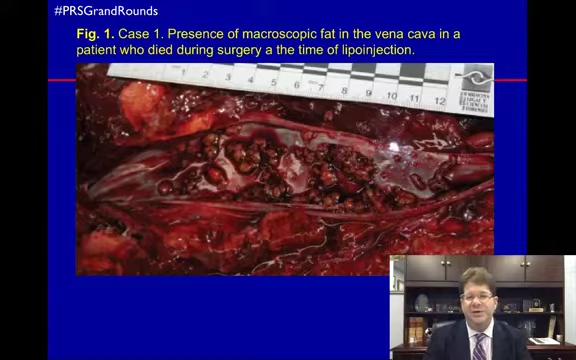 #PRSGrandRounds
Fig. 1. Case 1. Presence of macroscopic fat in the vena cava in a
patient who died during surgery a the time of lipoinjection.
1 2 3 4 5 6 7 8 9 10 11 12